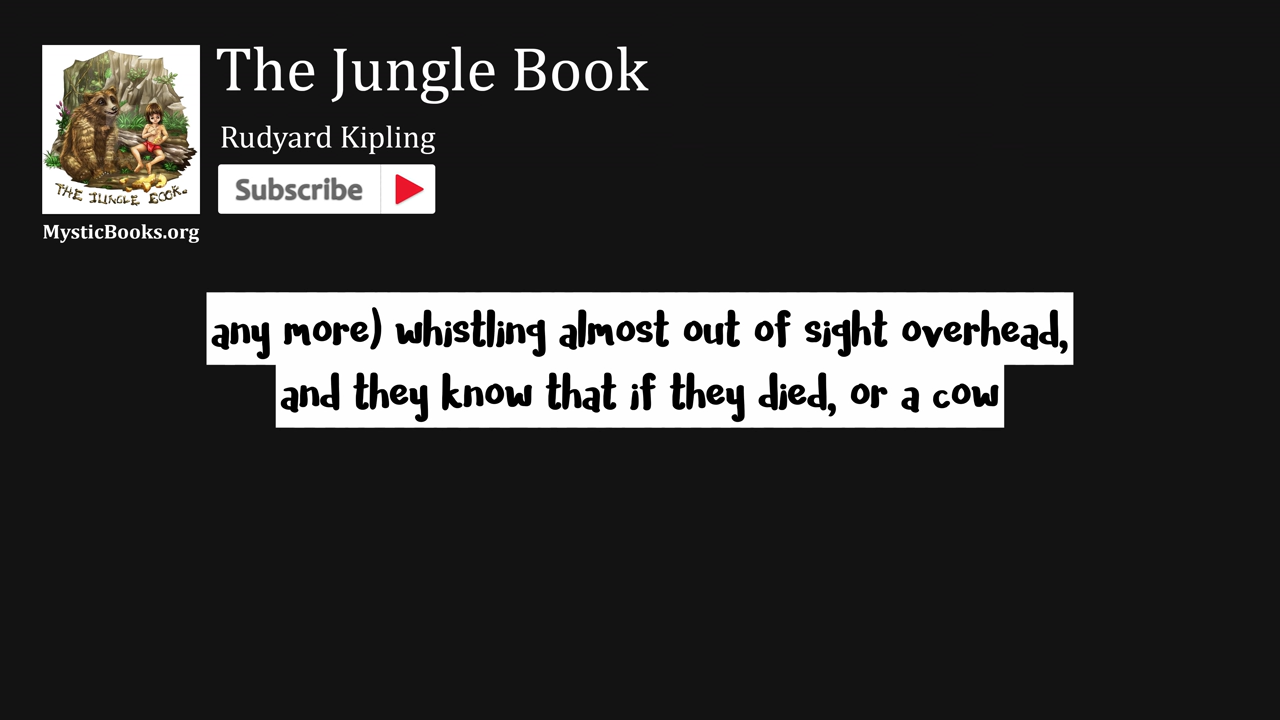 The Jungle Book
Rudyard Kipling
Subscribe
THE JUNGLE BOOK.
MysticBooks.org
any more) whistling almost out of sight overhead,
and they know that if they died, or a cow